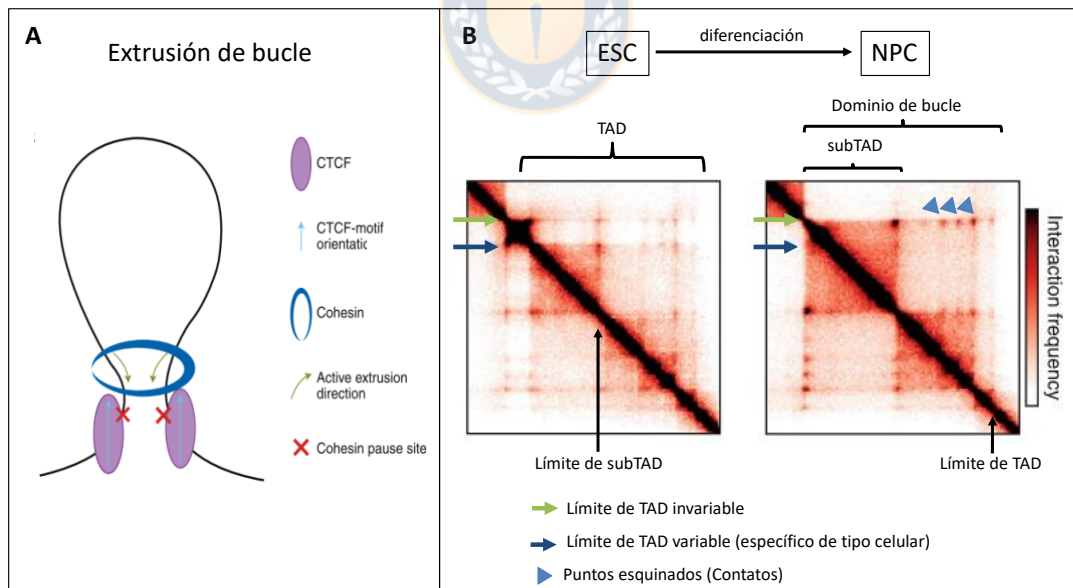 A
Extrusión de bucle
CTCF
CTCF-motif
orientatic
Cohesin
Active extrusion
direction
Cohesin pause site
B
ESC
diferenciación
NPC
TAD
Dominio de bucle
subTAD
Interaction frequency
Límite de subTAD
Límite de TAD
Límite de TAD invariable
Límite de TAD variable (específico de tipo celular)
Puntos esquinados (Contatos)